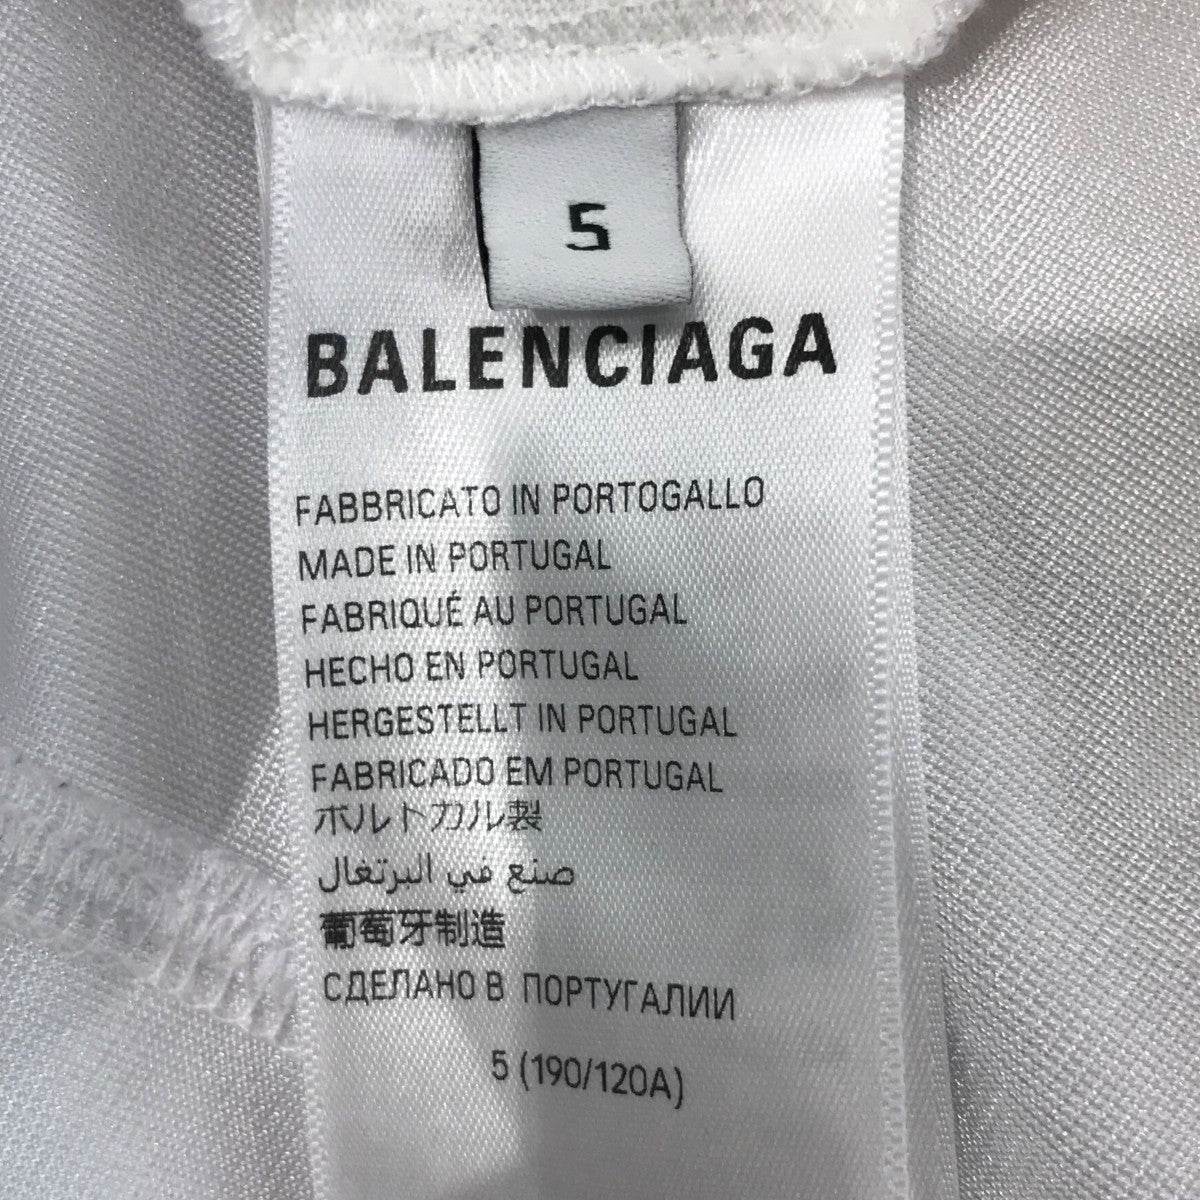 5
BALENCIAGA
FABBRICATO IN PORTOGALLO
MADE IN PORTUGAL
FABRIQUÉ AU PORTUGAL
HECHO EN PORTUGAL
HERGESTELLT IN PORTUGAL
FABRICADO EM PORTUGAL
ポルトガル製
صنع في البرتغال
葡萄牙制造
СДЕЛАНО В ПОРТУГАЛИИ
5 (190/120A)